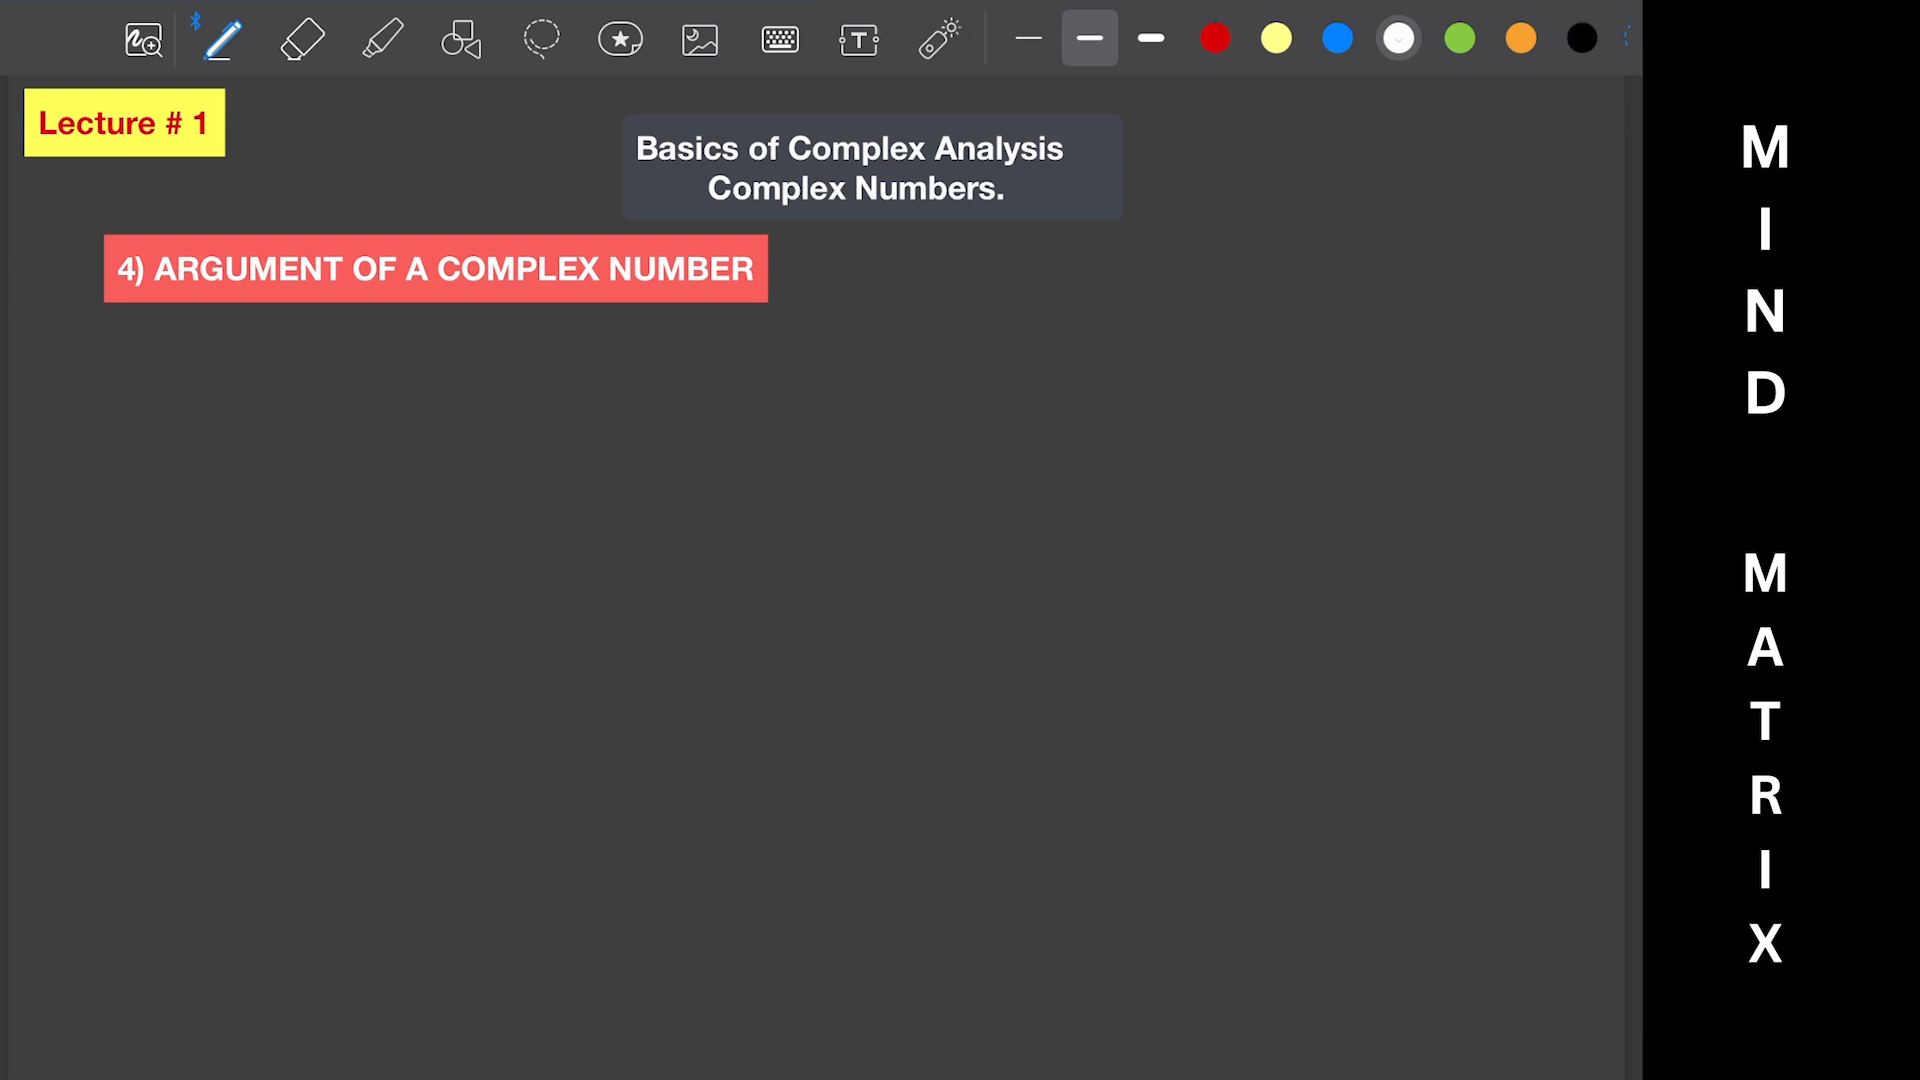 Lecture # 1
Basics of Complex Analysis
Complex Numbers.
4) ARGUMENT OF A COMPLEX NUMBER
M
I
N
D
M
A
T
R
I
X